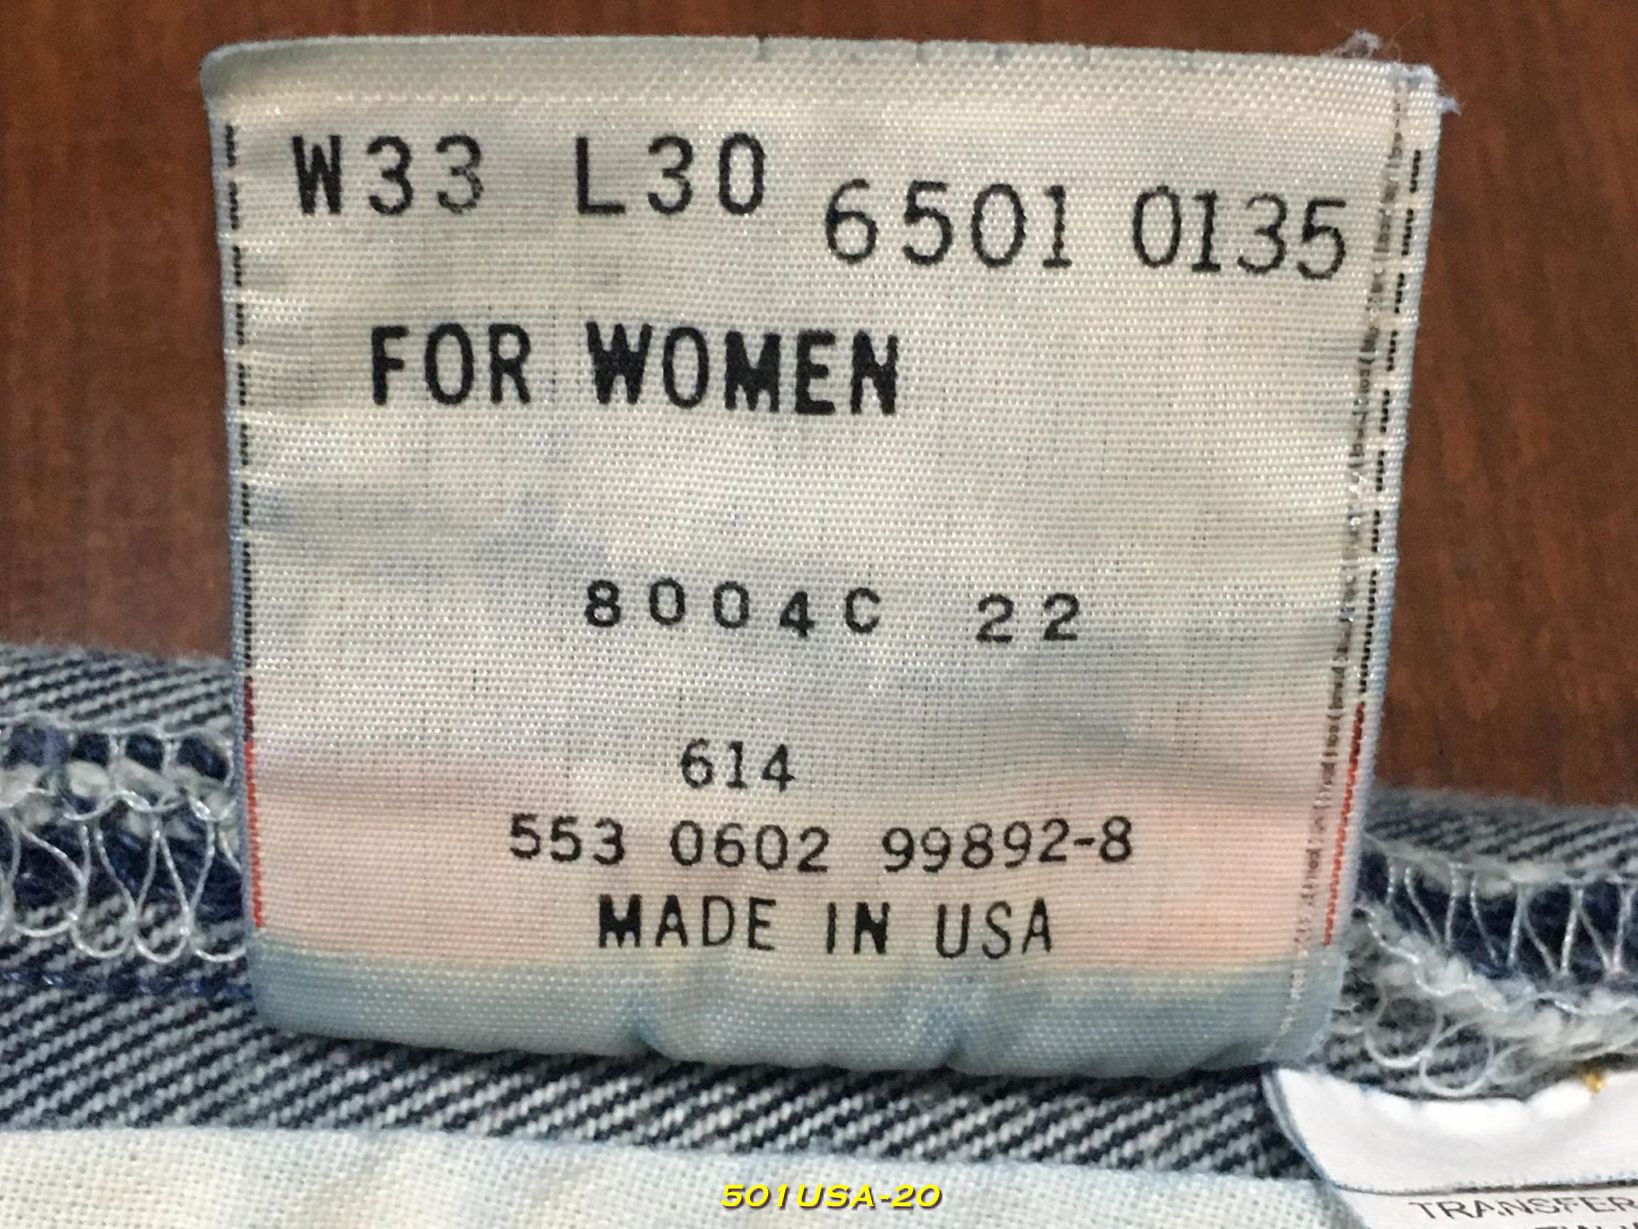 W33 L30 6501 0135
FOR WOMEN
8004C 22
614
553 0602 99892-8
MADE IN USA
TRANSFER
501USA-20